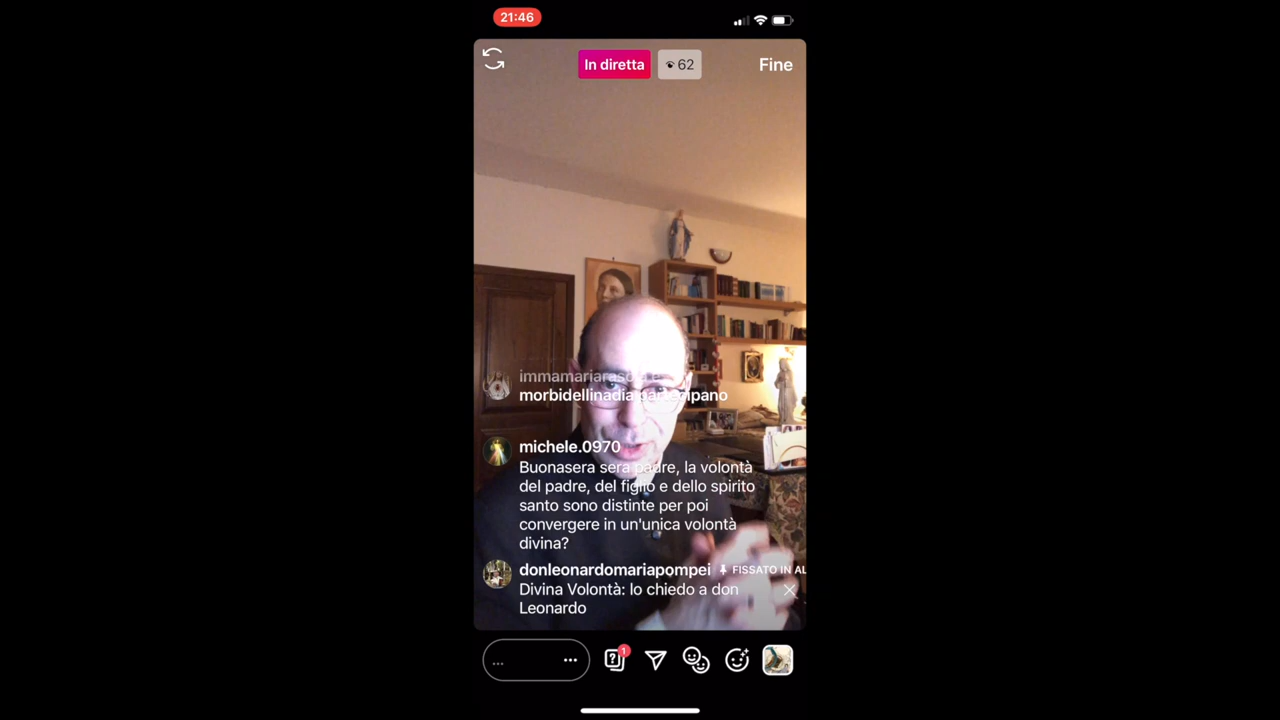 21:46
In diretta
62
Fine
immamariarasola e
morbidellinadia partecipano
michele.0970
Buonasera sera padre, la volontà
del padre, del figlio e dello spirito
santo sono distinte per poi
convergere in un'unica volontà
divina?
donleonardomariapompei FISSATO IN AL
Divina Volontà: lo chiedo a don
Leonardo
...
1